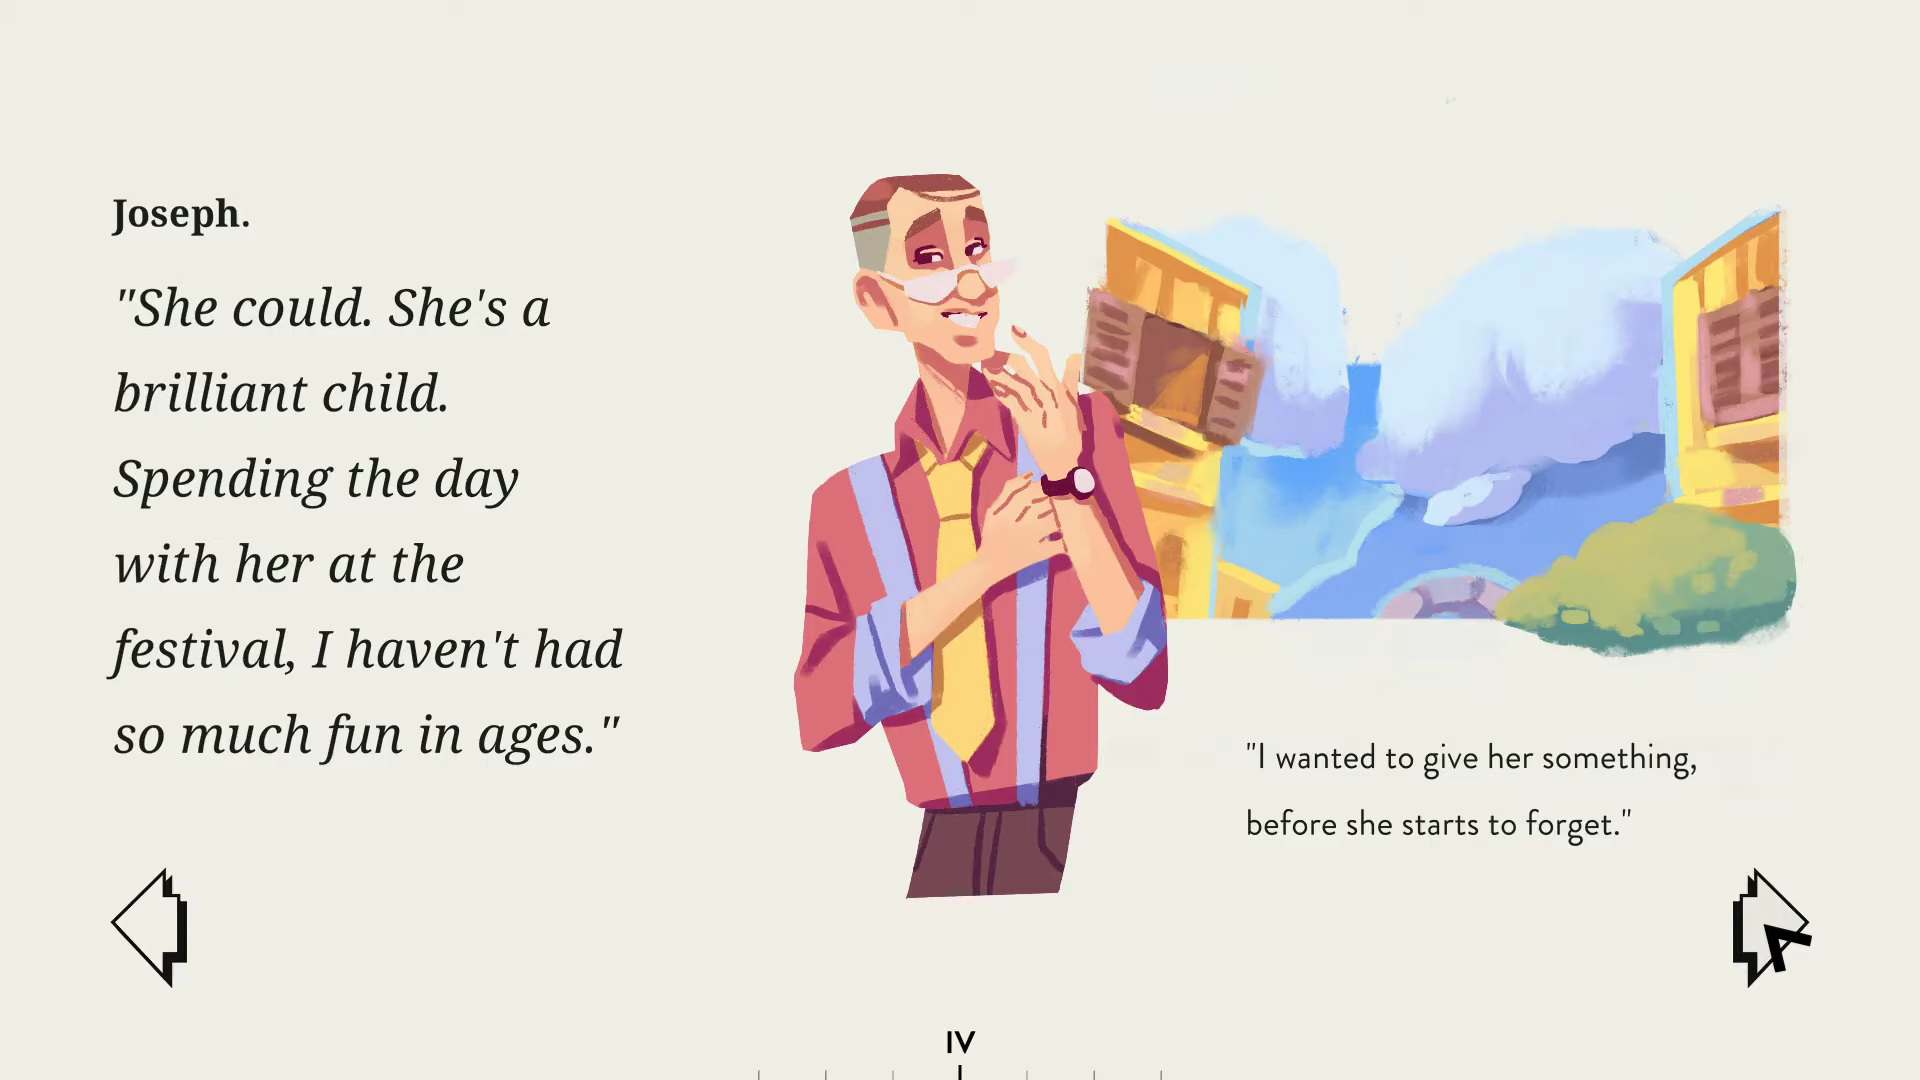 Joseph.
"She could. She's a
brilliant child.
Spending the day
with her at the
festival, I haven't had
so much fun in ages."
"I wanted to give her something,
before she starts to forget."
IV